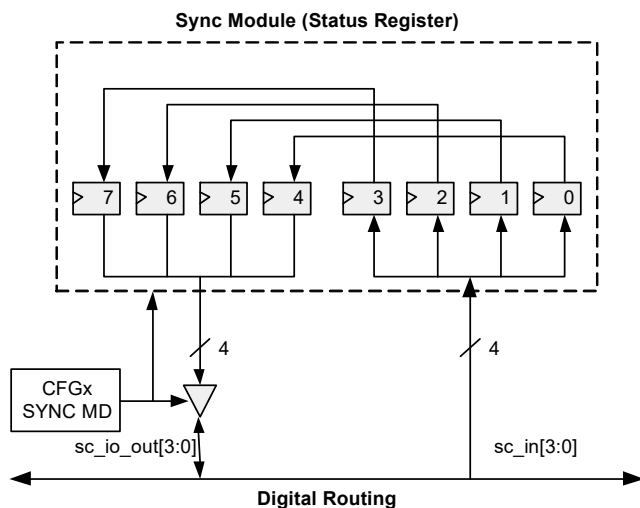 Sync Module (Status Register)
7 6 5 4 3 2 1 0
4 4
CFGx
SYNC MD
sc_io_out[3:0] sc_in[3:0]
Digital Routing